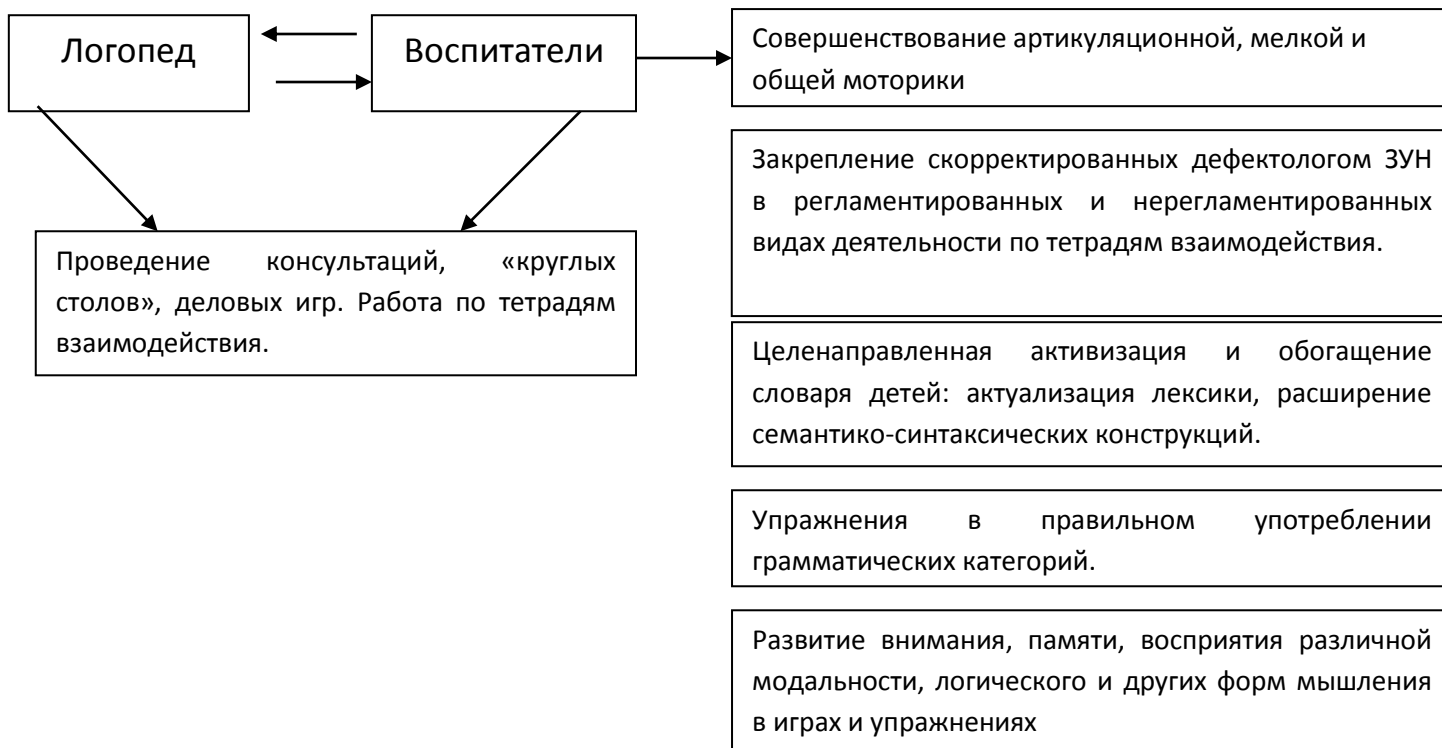 Логопед
Воспитатели
Совершенствование артикуляционной, мелкой и
общей моторики
Закрепление скорректированных дефектологом ЗУН
в регламентированных и нерегламентированных
видах деятельности по тетрадям взаимодействия.
Проведение консультаций, «круглых
столов», деловых игр. Работа по тетрадям
взаимодействия.
Целенаправленная активизация и обогащение
словаря детей: актуализация лексики, расширение
семантико-синтаксических конструкций.
Упражнения в правильном употреблении
грамматических категорий.
Развитие внимания, памяти, восприятия различной
модальности, логического и других форм мышления
в играх и упражнениях